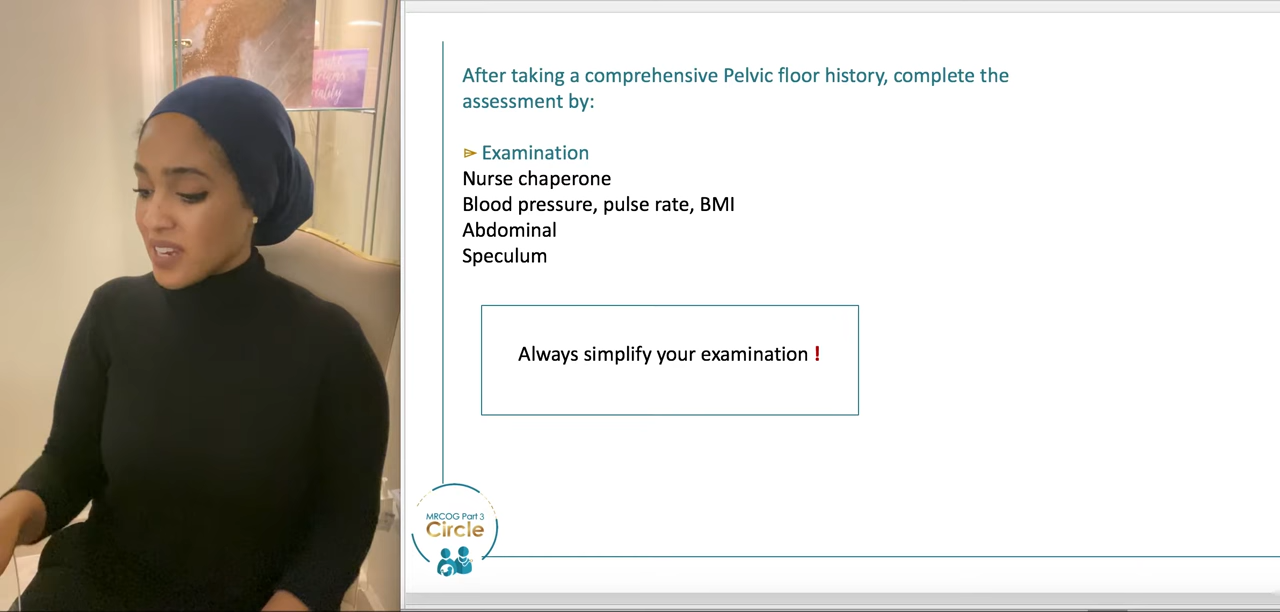 After taking a comprehensive Pelvic floor history, complete the
assessment by:
Examination
Nurse chaperone
Blood pressure, pulse rate, BMI
Abdominal
Speculum
Always simplify your examination !
MRCOG Part 3
Circle